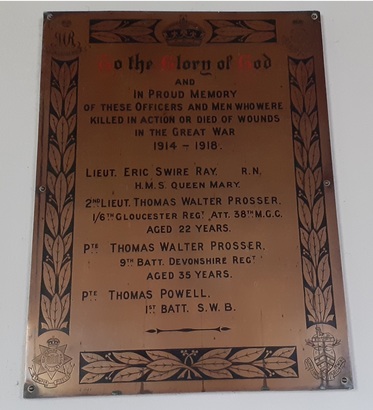 To the Glory of God
AND
IN PROUD MEMORY
OF THESE OFFICERS AND MEN WHO WERE
KILLED IN ACTION OR DIED OF WOUNDS
IN THE GREAT WAR
1914 – 1918.
LIEUT. ERIC SWIRE RAY. R.N.
H.M.S. QUEEN MARY.
2ND LIEUT. THOMAS WALTER PROSSER.
1/6TH GLOUCESTER REGT, ATT. 38TH M.G.C.
AGED 22 YEARS.
PTE THOMAS WALTER PROSSER.
9TH BATT. DEVONSHIRE REGT
AGED 35 YEARS.
PTE THOMAS POWELL.
1ST BATT. S.W.B.